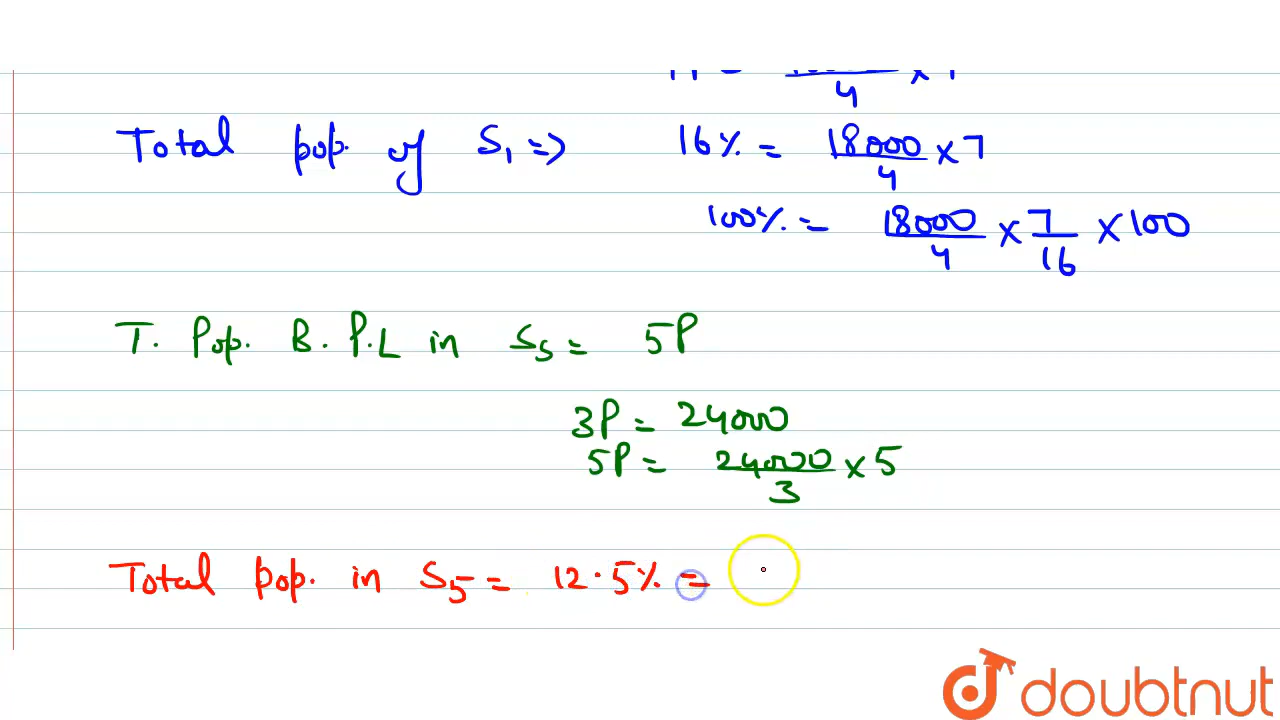 4
Total pop. of S₁ => 16% = 18000/4 × 7
100% = 18000/4 × 7/16 × 100
T. Pop. B.P.L in S₅ = 5P
3P = 24000
5P = 24000/3 × 5
Total pop. in S₅ = 12.5% =
doubtnut